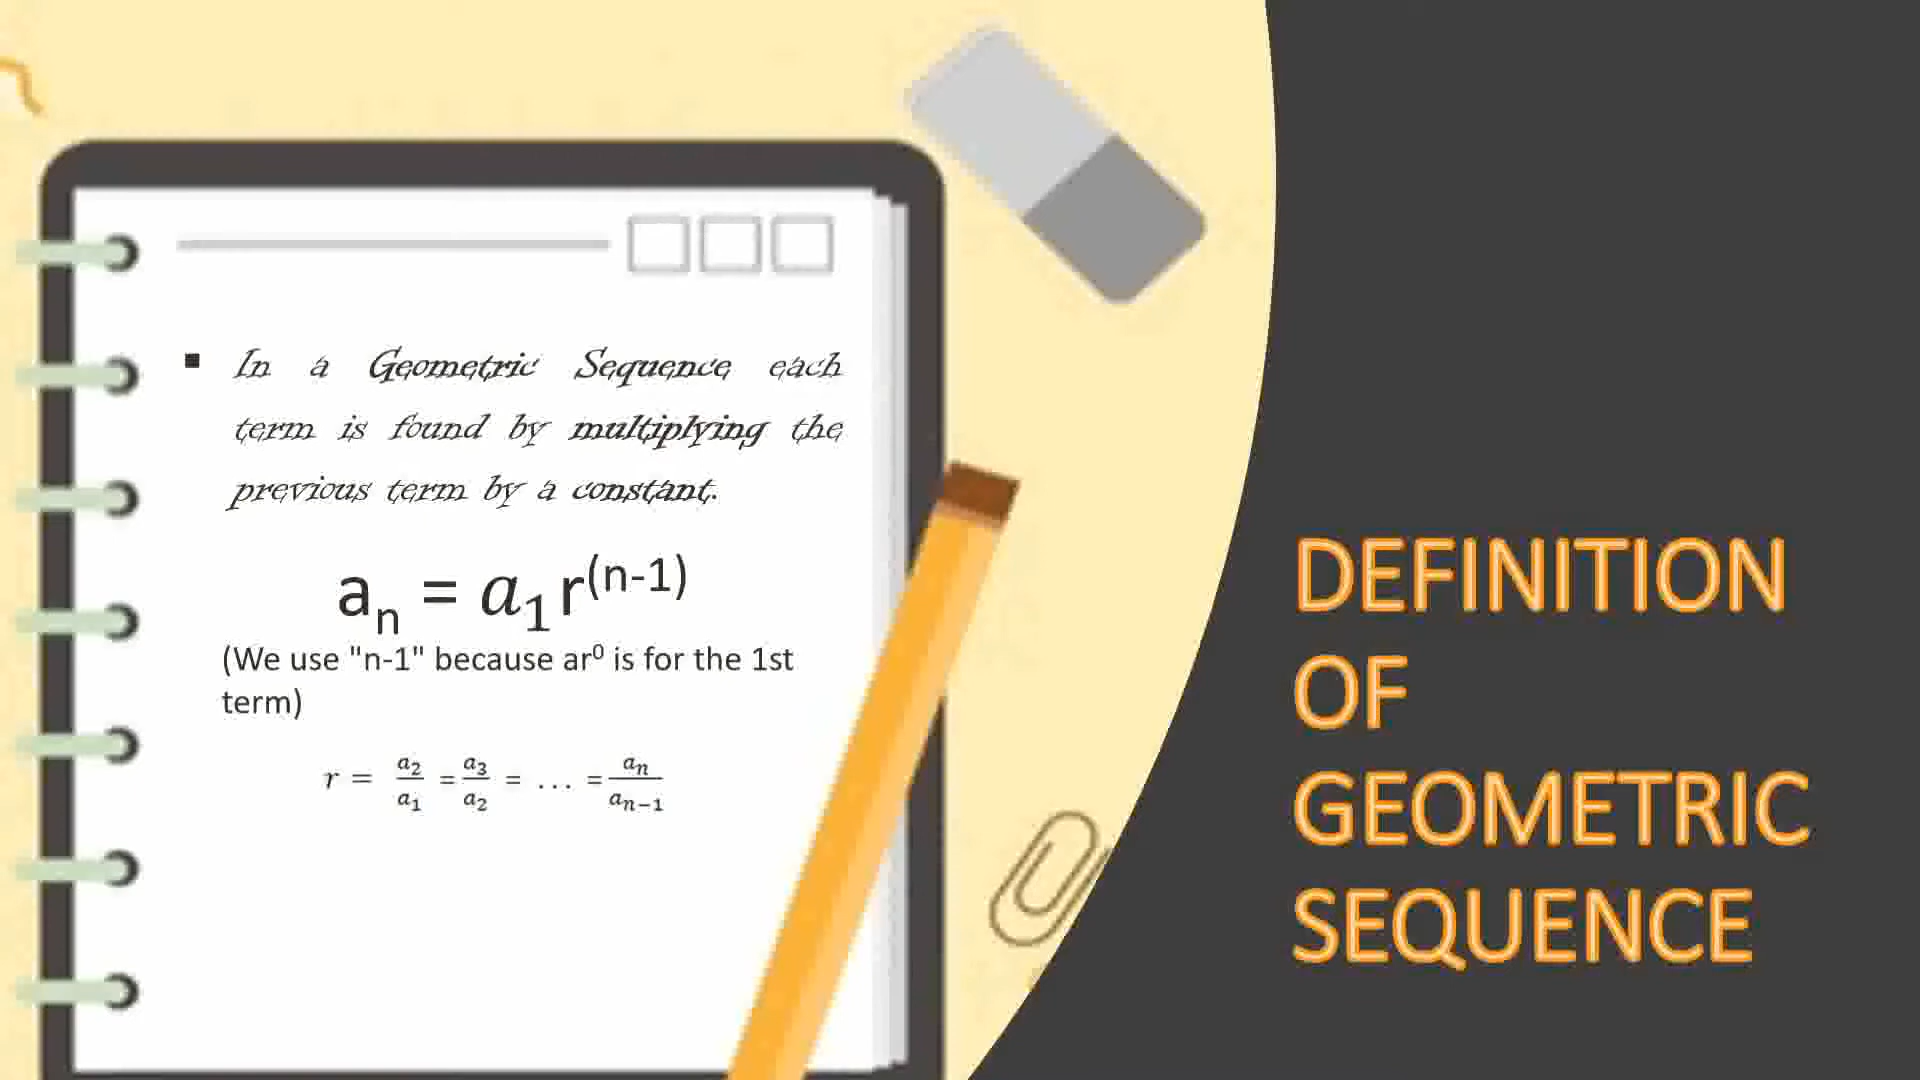 ▪ In a Geometric Sequence each
term is found by multiplying the
previous term by a constant.
aₙ = 𝑎₁r⁽ⁿ⁻¹⁾
(We use "n-1" because ar⁰ is for the 1st
term)
𝑟 = 𝑎₂/𝑎₁ = 𝑎₃/𝑎₂ = … = 𝑎ₙ/𝑎ₙ₋₁
DEFINITION
OF
GEOMETRIC
SEQUENCE